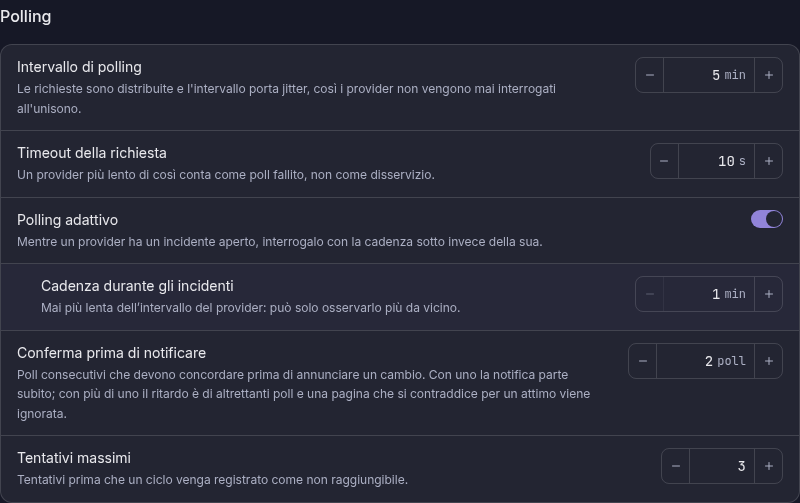 Polling
Intervallo di polling
Le richieste sono distribuite e l'intervallo porta jitter, così i provider non vengono mai interrogati
all'unisono.
− 5 min +
Timeout della richiesta
Un provider più lento di così conta come poll fallito, non come disservizio.
− 10 s +
Polling adattivo
Mentre un provider ha un incidente aperto, interrogalo con la cadenza sotto invece della sua.
Cadenza durante gli incidenti
Mai più lenta dell'intervallo del provider: può solo osservarlo più da vicino.
− 1 min +
Conferma prima di notificare
Poll consecutivi che devono concordare prima di annunciare un cambio. Con uno la notifica parte
subito; con più di uno il ritardo è di altrettanti poll e una pagina che si contraddice per un attimo viene
ignorata.
− 2 poll +
Tentativi massimi
Tentativi prima che un ciclo venga registrato come non raggiungibile.
− 3 +